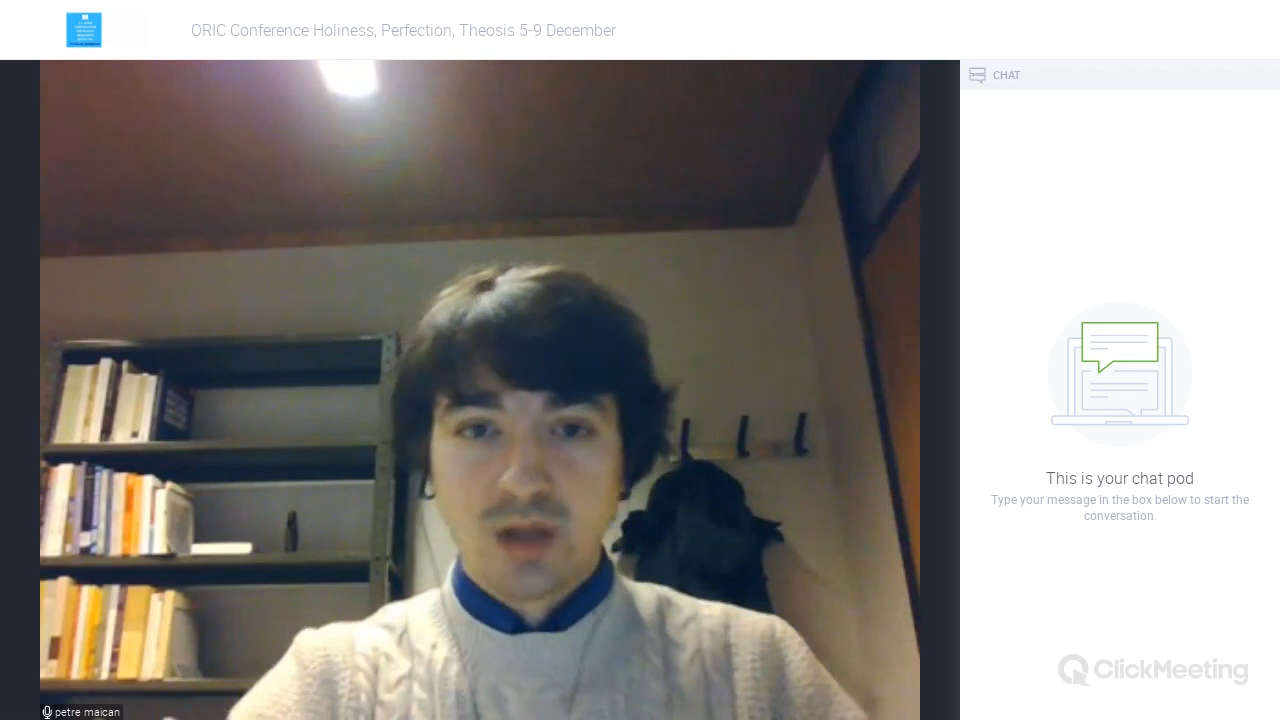 ORIC Conference Holiness, Perfection, Theosis 5-9 December
CHAT
This is your chat pod
Type your message in the box below to start the
conversation.
ClickMeeting
petre maican